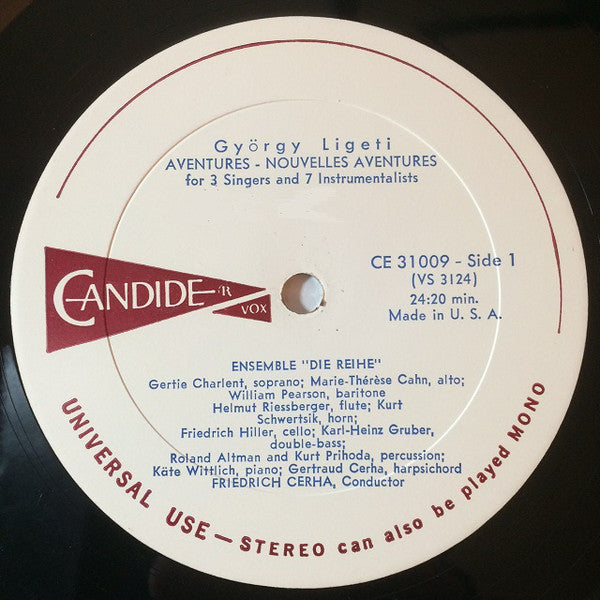 György Ligeti
AVENTURES - NOUVELLES AVENTURES
for 3 Singers and 7 Instrumentalists
CANDIDE R
VOX
CE 31009 - Side 1
(VS 3124)
24:20 min.
Made in U. S. A.
ENSEMBLE "DIE REIHE"
Gertie Charlent, soprano; Marie-Thérèse Cahn, alto;
William Pearson, baritone
Helmut Riessberger, flute; Kurt
Schwertsik, horn;
Friedrich Hiller, cello; Karl-Heinz Gruber,
double-bass;
Roland Altman and Kurt Prihoda, percussion;
Käte Wittlich, piano; Gertraud Cerha, harpsichord
FRIEDRICH CERHA, Conductor
UNIVERSAL USE — STEREO can also be played MONO